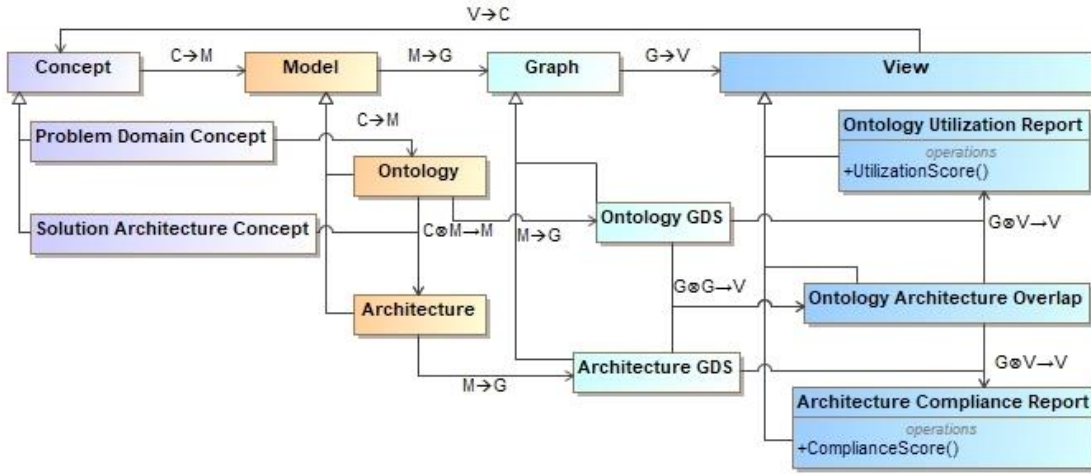 V→C
Concept
C→M
Model
M→G
Graph
G→V
View
Problem Domain Concept
C→M
Ontology Utilization Report
operations
+UtilizationScore()
Ontology
Solution Architecture Concept
C⊗M→M
Ontology GDS
M→G
G⊗V→V
G⊗G→V
Architecture
Ontology Architecture Overlap
M→G
Architecture GDS
G⊗V→V
Architecture Compliance Report
operations
+ComplianceScore()